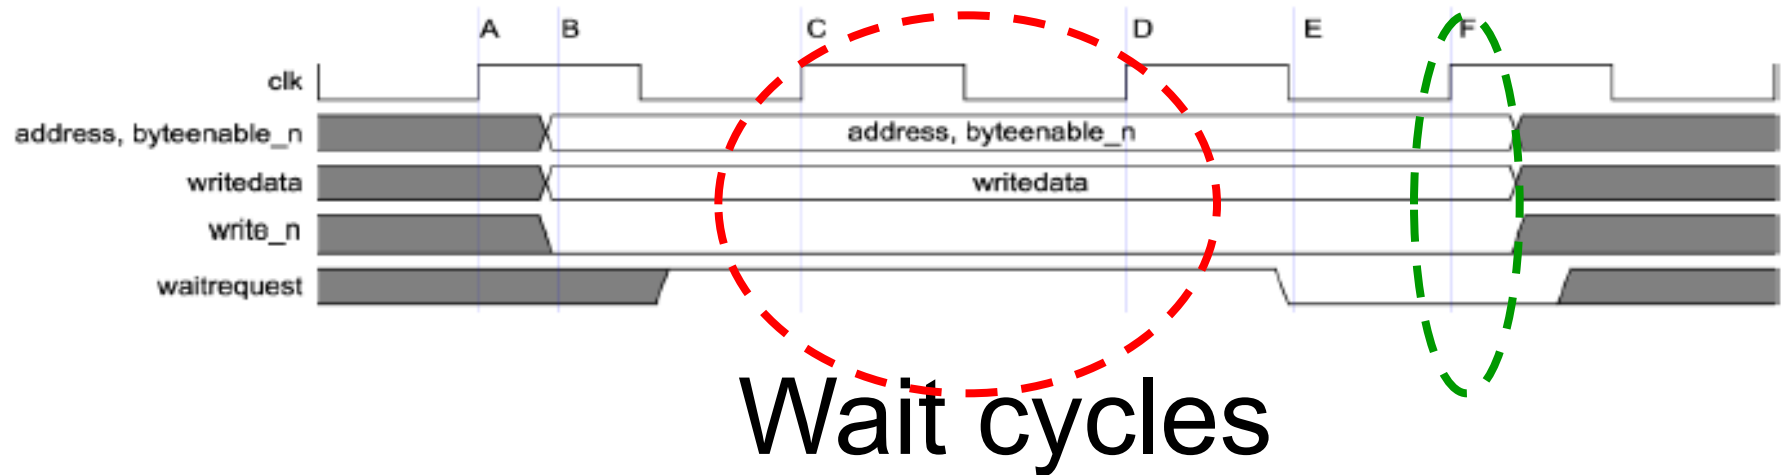 A B C D E F
clk
address, byteenable_n address, byteenable_n
writedata writedata
write_n
waitrequest
Wait cycles